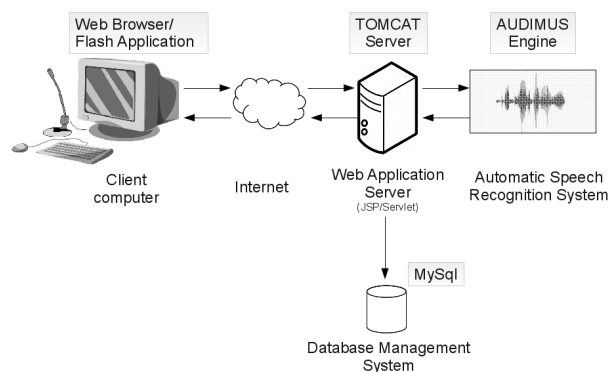 Web Browser/
Flash Application
TOMCAT
Server
AUDIMUS
Engine
Client
computer
Internet
Web Application
Server
(JSP/Servlet)
Automatic Speech
Recognition System
MySql
Database Management
System